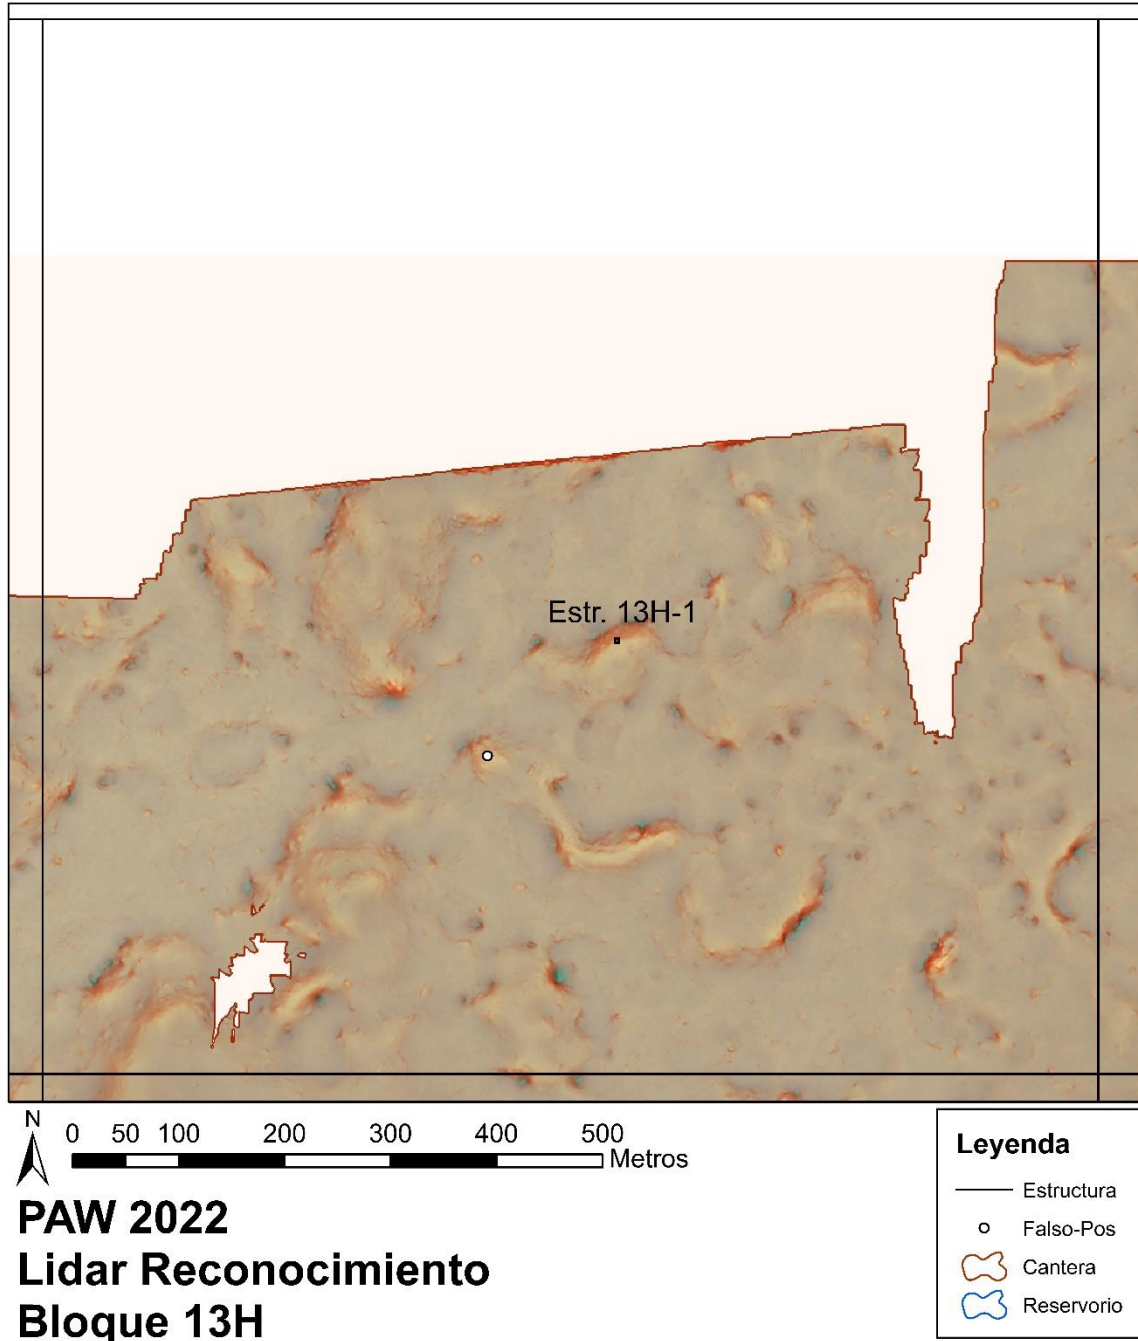 Estr. 13H-1
N
0 50 100 200 300 400 500
Metros
PAW 2022
Lidar Reconocimiento
Bloque 13H
Leyenda
Estructura
Falso-Pos
Cantera
Reservorio